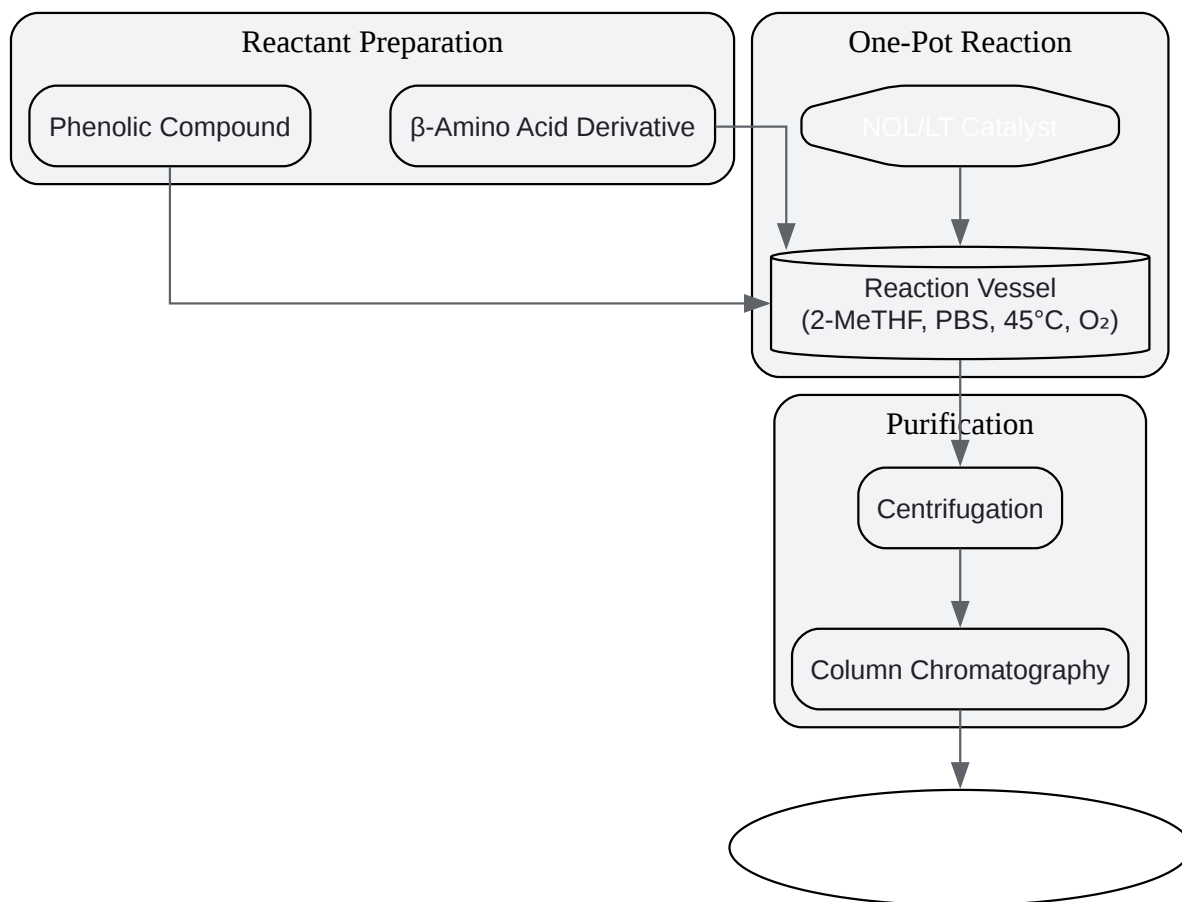 Reactant Preparation
Phenolic Compound
β-Amino Acid Derivative
One-Pot Reaction
NOL/LT Catalyst
Reaction Vessel
(2-MeTHF, PBS, 45°C, O₂)
Purification
Centrifugation
Column Chromatography